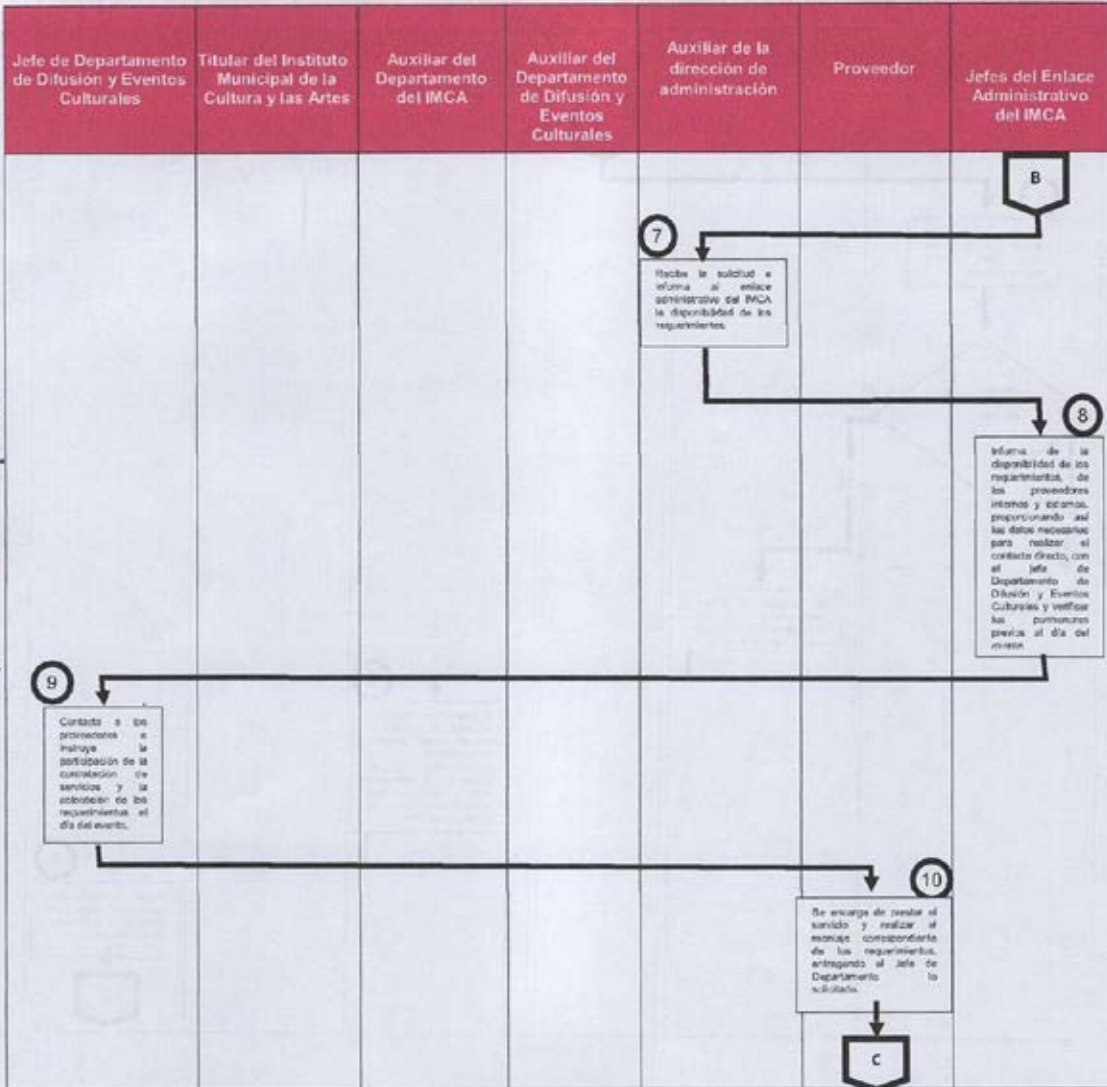 Jefe de Departamento
de Difusión y Eventos
Culturales
Titular del Instituto
Municipal de la
Cultura y las Artes
Auxiliar del
Departamento
del IMCA
Auxiliar del
Departamento
de Difusión y
Eventos
Culturales
Auxiliar de la
dirección de
administración
Proveedor
Jefes del Enlace
Administrativo
del IMCA
B
7
Recibe la solicitud e
informa al enlace
administrativo del IMCA
la disponibilidad de los
requerimientos.
8
Informa de la
disponibilidad de los
requerimientos, de
los proveedores
internos y externos,
proporcionando así
los datos necesarios
para realizar el
contacto directo, con
el jefe de
Departamento de
Difusión y Eventos
Culturales y verificar
los pormenores
previos al día del
evento.
9
Contacta a los
proveedores e
instruye la
participación de la
contratación de
servicios y la
colocación de los
requerimientos el
día del evento.
10
Se encarga de prestar el
servicio y realizar el
montaje correspondiente
de los requerimientos,
entregando al Jefe de
Departamento lo
solicitado.
C